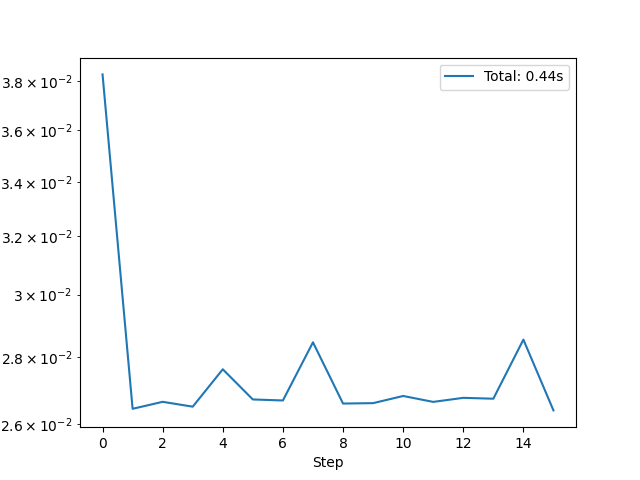 Total: 0.44s
3.8 × 10⁻²
3.6 × 10⁻²
3.4 × 10⁻²
3.2 × 10⁻²
3 × 10⁻²
2.8 × 10⁻²
2.6 × 10⁻²
0 2 4 6 8 10 12 14
Step